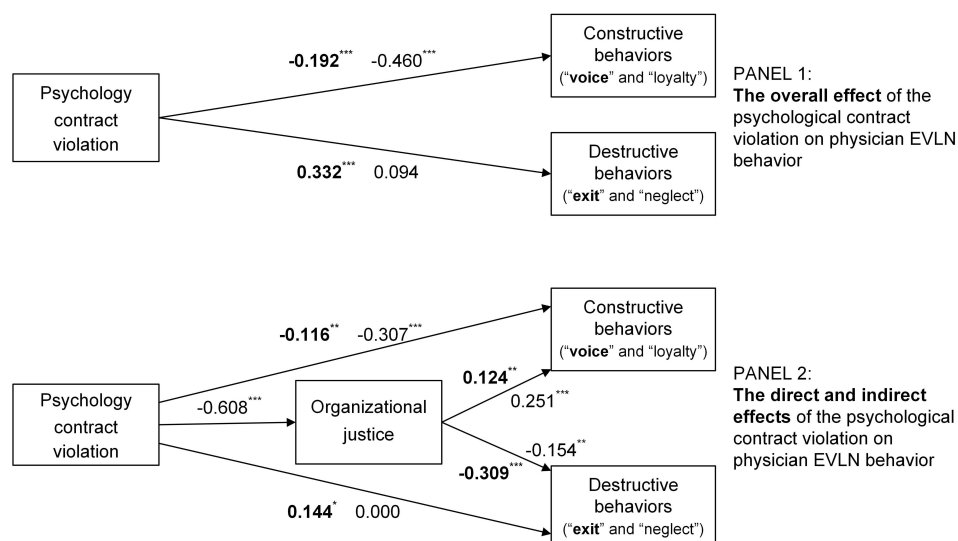 Psychology
contract
violation
-0.192*** -0.460***
0.332*** 0.094
Constructive
behaviors
(“voice” and “loyalty”)
Destructive
behaviors
(“exit” and “neglect”)
PANEL 1:
The overall effect of the
psychological contract
violation on physician EVLN
behavior
Psychology
contract
violation
-0.116** -0.307***
-0.608***
Organizational
justice
0.144* 0.000
0.124**
0.251***
-0.154**
-0.309***
Constructive
behaviors
(“voice” and “loyalty”)
Destructive
behaviors
(“exit” and “neglect”)
PANEL 2:
The direct and indirect
effects of the psychological
contract violation on
physician EVLN behavior